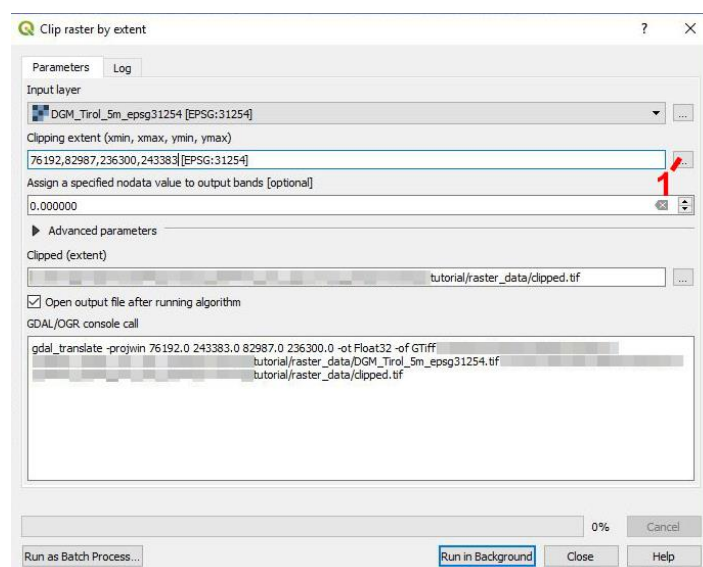 Clip raster by extent ? X
Parameters Log
Input layer
DGM_Tirol_5m_epsg31254 [EPSG:31254] ...
Clipping extent (xmin, xmax, ymin, ymax)
76192,82987,236300,243383 [EPSG:31254] ...
1
Assign a specified nodata value to output bands [optional]
0.000000
Advanced parameters
Clipped (extent)
tutorial/raster_data/clipped.tif ...
Open output file after running algorithm
GDAL/OGR console call
gdal_translate -projwin 76192.0 243383.0 82987.0 236300.0 -ot Float32 -of GTiff
tutorial/raster_data/DGM_Tirol_5m_epsg31254.tif
tutorial/raster_data/clipped.tif
0% Cancel
Run as Batch Process... Run in Background Close Help